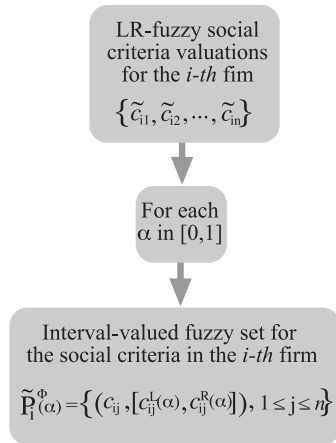 LR-fuzzy social
criteria valuations
for the i-th fim
{c̃i1, c̃i2, ..., c̃in}
For each
α in [0,1]
Interval-valued fuzzy set for
the social criteria in the i-th firm
P̃iΦ(α)={(cij ,[cijL(α), cijR(α)]), 1≤j≤n}